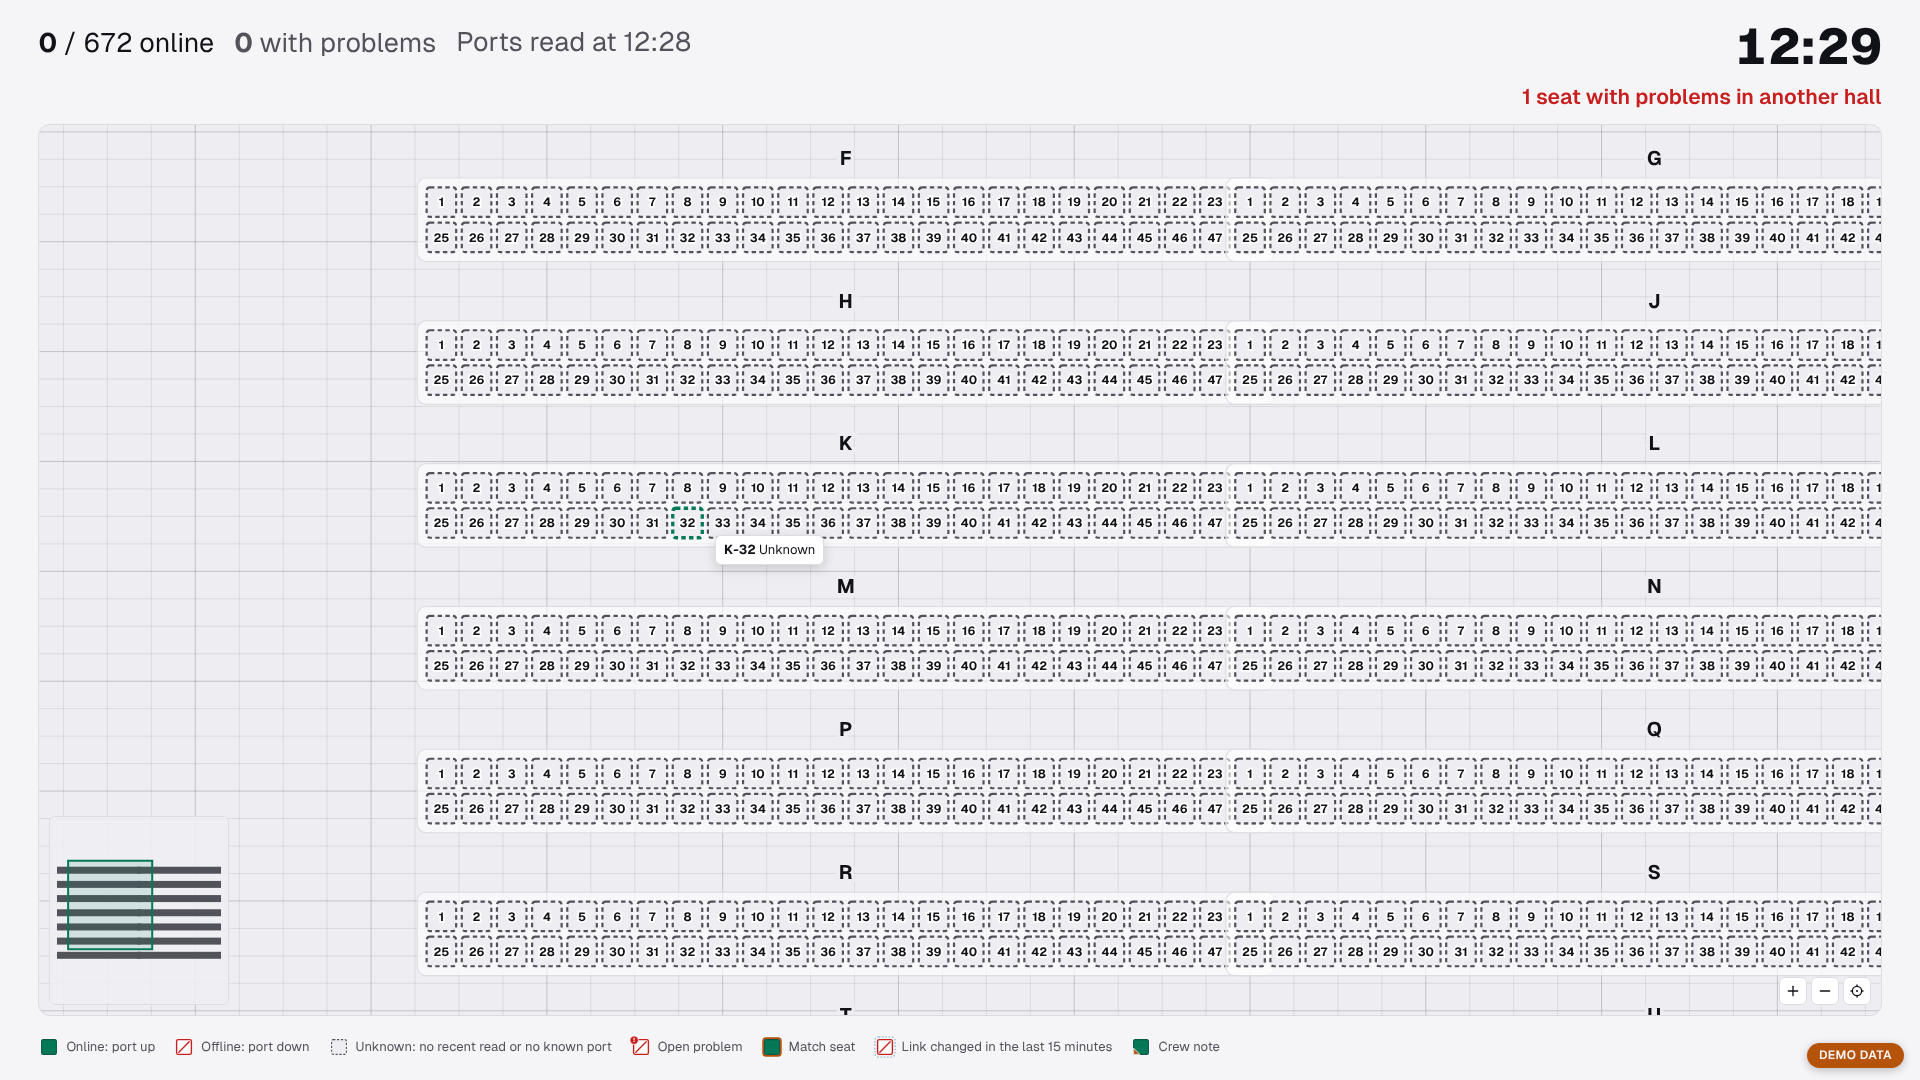 0 / 672 online 0 with problems Ports read at 12:28
12:29
1 seat with problems in another hall
F G
1 2 3 4 5 6 7 8 9 10 11 12 13 14 15 16 17 18 19 20 21 22 23 1 2 3 4 5 6 7 8 9 10 11 12 13 14 15 16 17 18
25 26 27 28 29 30 31 32 33 34 35 36 37 38 39 40 41 42 43 44 45 46 47 25 26 27 28 29 30 31 32 33 34 35 36 37 38 39 40 41 42
H J
1 2 3 4 5 6 7 8 9 10 11 12 13 14 15 16 17 18 19 20 21 22 23 1 2 3 4 5 6 7 8 9 10 11 12 13 14 15 16 17 18
25 26 27 28 29 30 31 32 33 34 35 36 37 38 39 40 41 42 43 44 45 46 47 25 26 27 28 29 30 31 32 33 34 35 36 37 38 39 40 41 42
K L
1 2 3 4 5 6 7 8 9 10 11 12 13 14 15 16 17 18 19 20 21 22 23 1 2 3 4 5 6 7 8 9 10 11 12 13 14 15 16 17 18
25 26 27 28 29 30 31 32 33 34 35 36 37 38 39 40 41 42 43 44 45 46 47 25 26 27 28 29 30 31 32 33 34 35 36 37 38 39 40 41 42
K-32 Unknown
M N
1 2 3 4 5 6 7 8 9 10 11 12 13 14 15 16 17 18 19 20 21 22 23 1 2 3 4 5 6 7 8 9 10 11 12 13 14 15 16 17 18
25 26 27 28 29 30 31 32 33 34 35 36 37 38 39 40 41 42 43 44 45 46 47 25 26 27 28 29 30 31 32 33 34 35 36 37 38 39 40 41 42
P Q
1 2 3 4 5 6 7 8 9 10 11 12 13 14 15 16 17 18 19 20 21 22 23 1 2 3 4 5 6 7 8 9 10 11 12 13 14 15 16 17 18
25 26 27 28 29 30 31 32 33 34 35 36 37 38 39 40 41 42 43 44 45 46 47 25 26 27 28 29 30 31 32 33 34 35 36 37 38 39 40 41 42
R S
1 2 3 4 5 6 7 8 9 10 11 12 13 14 15 16 17 18 19 20 21 22 23 1 2 3 4 5 6 7 8 9 10 11 12 13 14 15 16 17 18
25 26 27 28 29 30 31 32 33 34 35 36 37 38 39 40 41 42 43 44 45 46 47 25 26 27 28 29 30 31 32 33 34 35 36 37 38 39 40 41 42
Online: port up Offline: port down Unknown: no recent read or no known port Open problem Match seat Link changed in the last 15 minutes Crew note
DEMO DATA